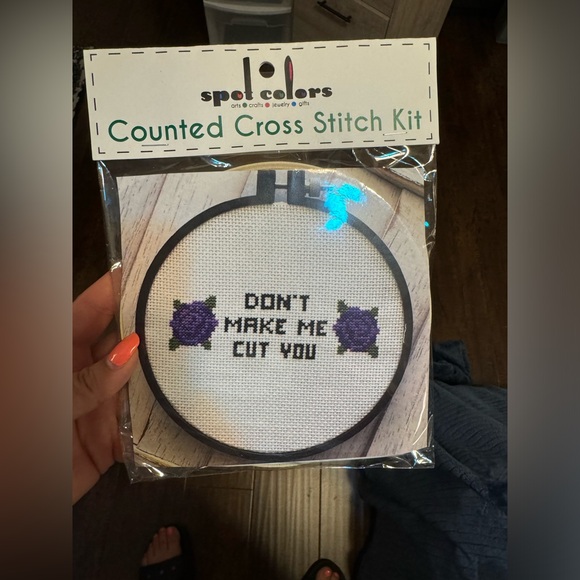 spot colors
arts crafts jewelry gifts
Counted Cross Stitch Kit
DON'T
MAKE ME
CUT YOU